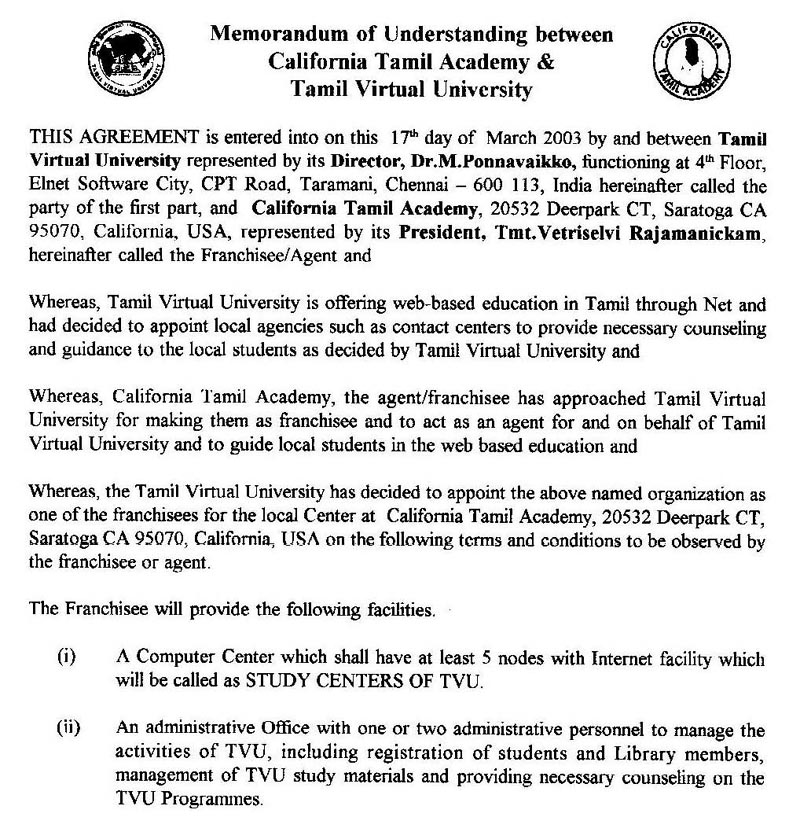 Memorandum of Understanding between
California Tamil Academy &
Tamil Virtual University
TAMIL VIRTUAL UNIVERSITY
CALIFORNIA
TAMIL ACADEMY
THIS AGREEMENT is entered into on this 17th day of March 2003 by and between Tamil
Virtual University represented by its Director, Dr.M.Ponnavaikko, functioning at 4th Floor,
Elnet Software City, CPT Road, Taramani, Chennai – 600 113, India hereinafter called the
party of the first part, and California Tamil Academy, 20532 Deerpark CT, Saratoga CA
95070, California, USA, represented by its President, Tmt.Vetriselvi Rajamanickam,
hereinafter called the Franchisee/Agent and
Whereas, Tamil Virtual University is offering web-based education in Tamil through Net and
had decided to appoint local agencies such as contact centers to provide necessary counseling
and guidance to the local students as decided by Tamil Virtual University and
Whereas, California Tamil Academy, the agent/franchisee has approached Tamil Virtual
University for making them as franchisee and to act as an agent for and on behalf of Tamil
Virtual University and to guide local students in the web based education and
Whereas, the Tamil Virtual University has decided to appoint the above named organization as
one of the franchisees for the local Center at California Tamil Academy, 20532 Deerpark CT,
Saratoga CA 95070, California, USA on the following terms and conditions to be observed by
the franchisee or agent.
The Franchisee will provide the following facilities.
(i) A Computer Center which shall have at least 5 nodes with Internet facility which
will be called as STUDY CENTERS OF TVU.
(ii) An administrative Office with one or two administrative personnel to manage the
activities of TVU, including registration of students and Library members,
management of TVU study materials and providing necessary counseling on the
TVU Programmes.